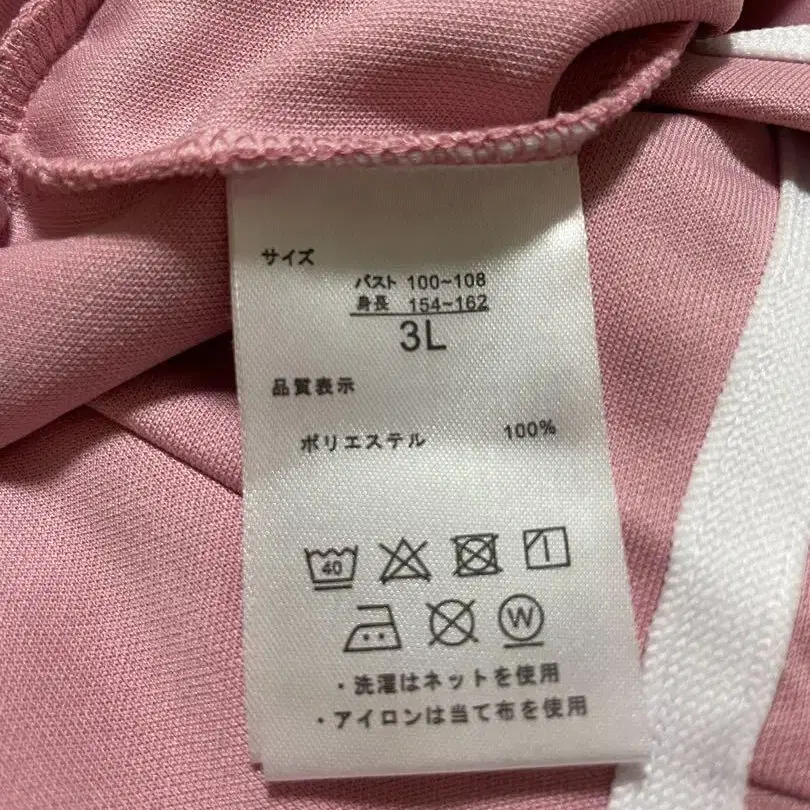 サイズ
バスト 100~108
身長 154~162
3L
品質表示
ポリエステル 100%
40
W
・洗濯はネットを使用
・アイロンは当て布を使用